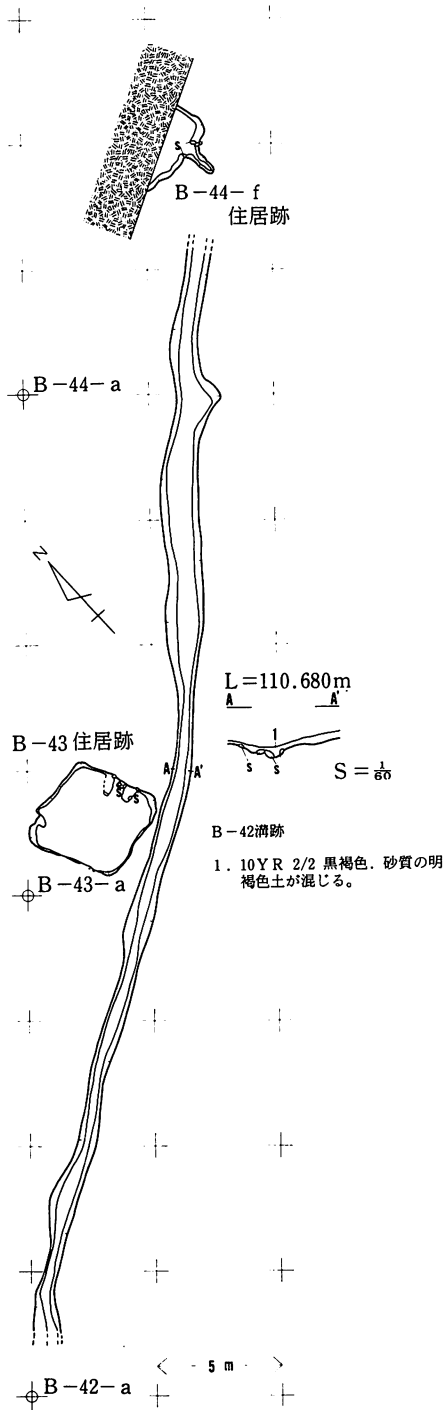 S
B-44-f
住居跡
B-44-a
N
L=110.680m
A A'
1
S S
S=1/60
B-43 住居跡
S S
A A'
B-42溝跡
1. 10YR 2/2 黒褐色. 砂質の明
褐色土が混じる。
B-43-a
5 m
B-42-a